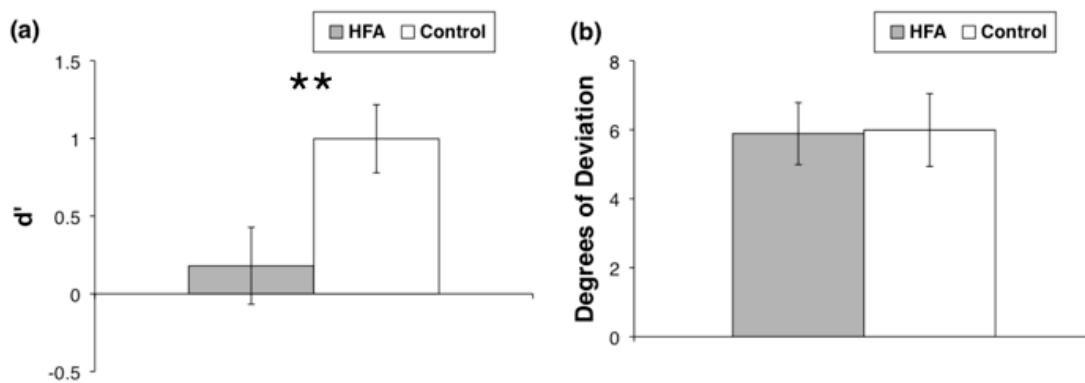 (a)
HFA Control
**
1.5
1
0.5
0
-0.5
d'
(b)
HFA Control
8
6
4
2
0
Degrees of Deviation